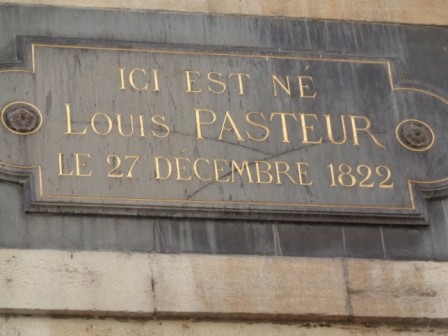 ICI EST NÉ
LOUIS PASTEUR
LE 27 DÉCEMBRE 1822